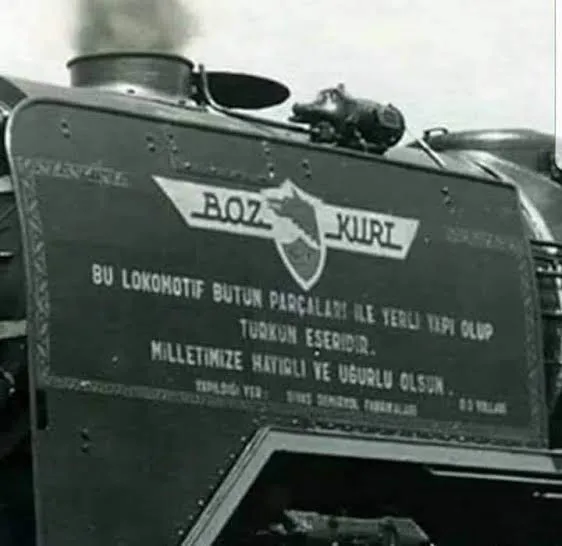 BOZ KURT
BU LOKOMOTİF BÜTÜN PARÇALARI İLE YERLİ YAPI OLUP
TÜRKÜN ESERİDİR.
MİLLETİMİZE HAYIRLI VE UĞURLU OLSUN.
YAPILDIĞI YER: SİVAS DEMİRYOL FABRİKALARI D.D YOLLARI